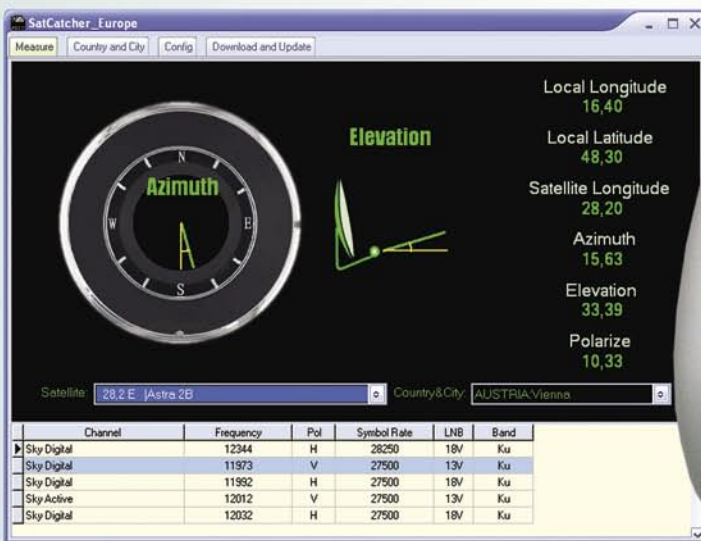 SatCatcher_Europe
Measure Country and City Config Download and Update
N
W E
S
Azimuth
Elevation
Local Longitude
16,40
Local Latitude
48,30
Satellite Longitude
28,20
Azimuth
15,63
Elevation
33,39
Polarize
10,33
Satellite: 28,2 E |Astra 2B Country&City: AUSTRIA:Vienna
Channel Frequency Pol Symbol Rate LNB Band
Sky Digital 12344 H 28250 18V Ku
Sky Digital 11973 V 27500 13V Ku
Sky Digital 11992 H 27500 18V Ku
Sky Active 12012 V 27500 13V Ku
Sky Digital 12032 H 27500 18V Ku